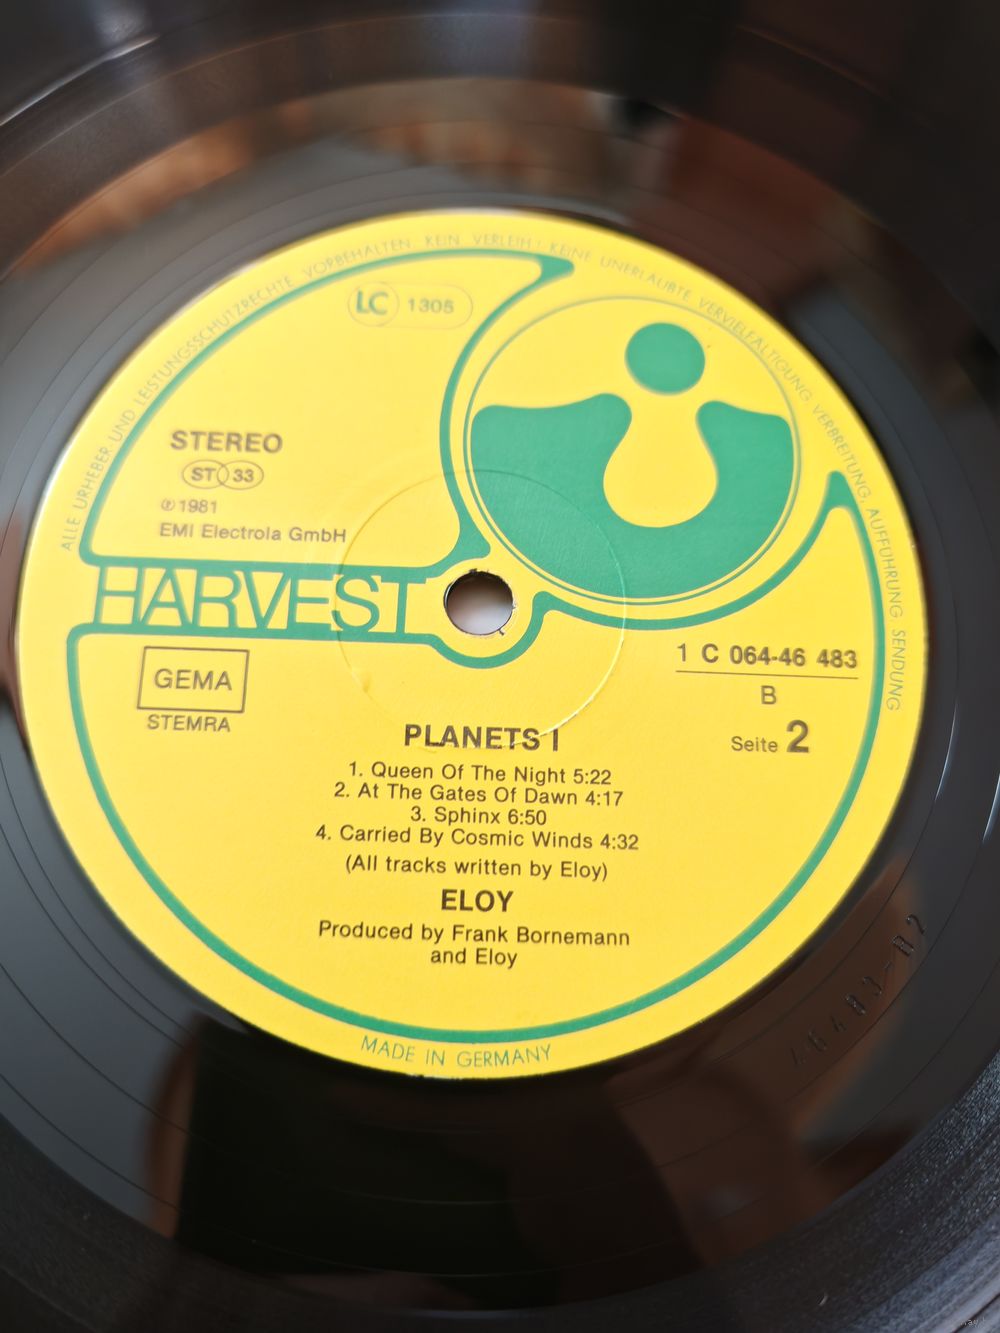 ALLE URHEBER UND LEISTUNGSSCHUTZRECHTE VORBEHALTEN. KEIN VERLEIH! KEINE UNERLAUBTE VERVIELFÄLTIGUNG, VERBREITUNG, AUFFÜHRUNG, SENDUNG
LC 1305
STEREO
ST 33
℗ 1981
EMI Electrola GmbH
HARVEST
GEMA
STEMRA
1 C 064-46 483
B
Seite 2
PLANETS I
1. Queen Of The Night 5:22
2. At The Gates Of Dawn 4:17
3. Sphinx 6:50
4. Carried By Cosmic Winds 4:32
(All tracks written by Eloy)
ELOY
Produced by Frank Bornemann
and Eloy
MADE IN GERMANY